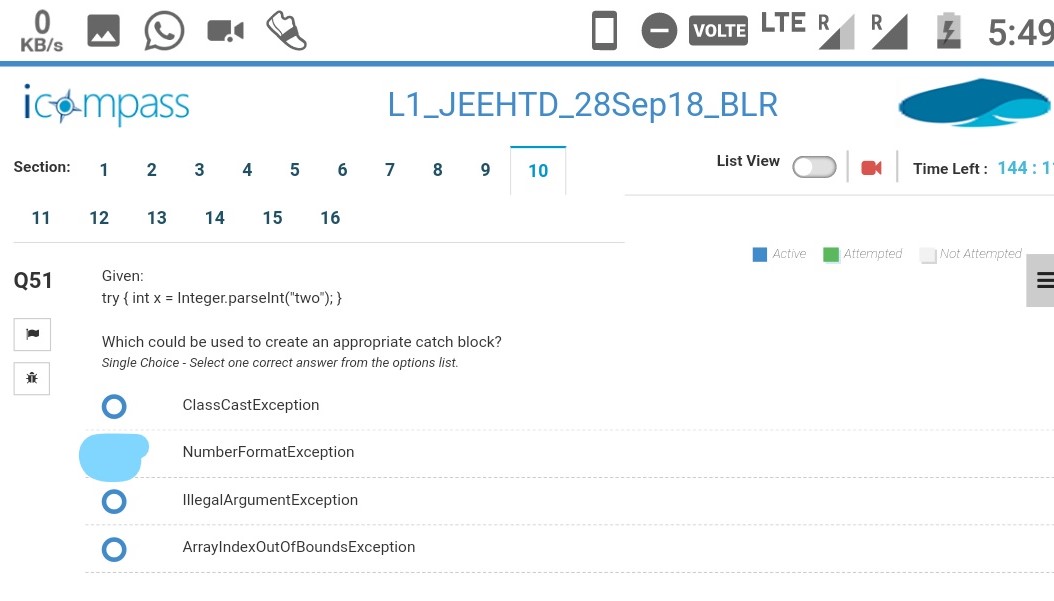 0
KB/s
VOLTE LTE R R 5:49
icompass
L1_JEEHTD_28Sep18_BLR
Section: 1 2 3 4 5 6 7 8 9 10
List View Time Left : 144 : 1
11 12 13 14 15 16
Active Attempted Not Attempted
Q51
Given:
try { int x = Integer.parseInt("two"); }
Which could be used to create an appropriate catch block?
Single Choice - Select one correct answer from the options list.
ClassCastException
NumberFormatException
IllegalArgumentException
ArrayIndexOutOfBoundsException